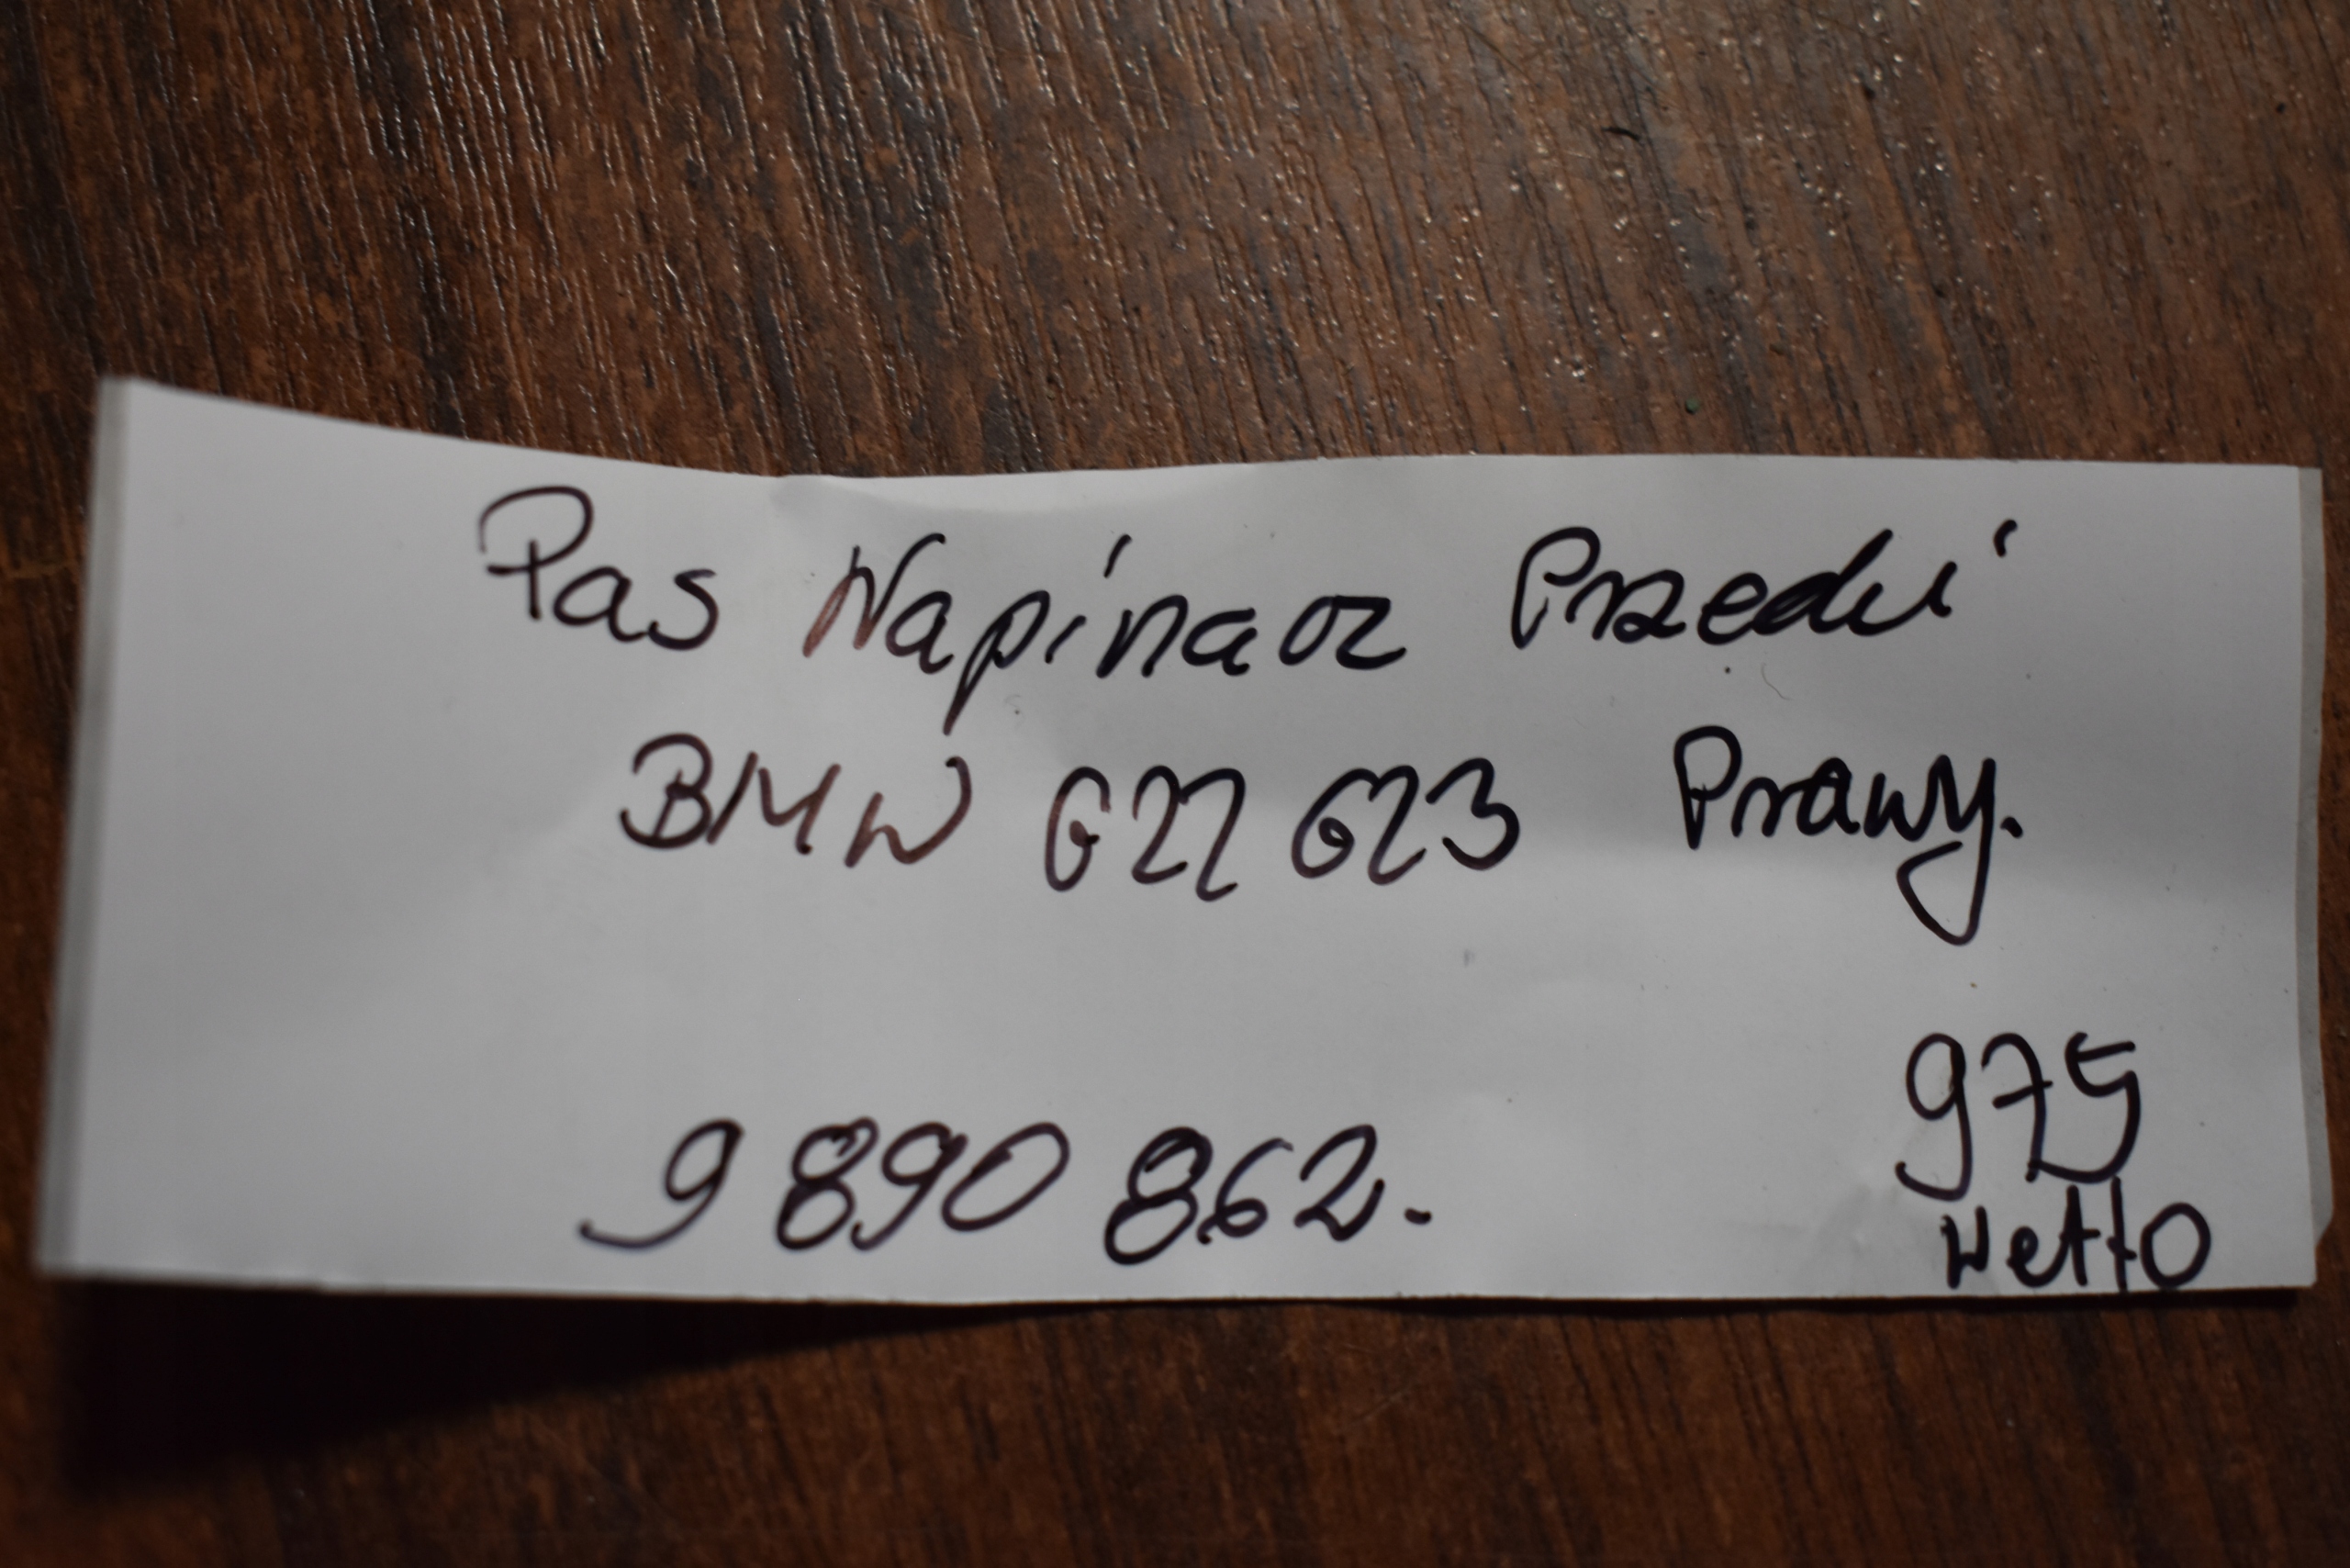 Pas Napinacz Przedni
BMW G22 G23 Prawy.
9 890 862.
975
netto